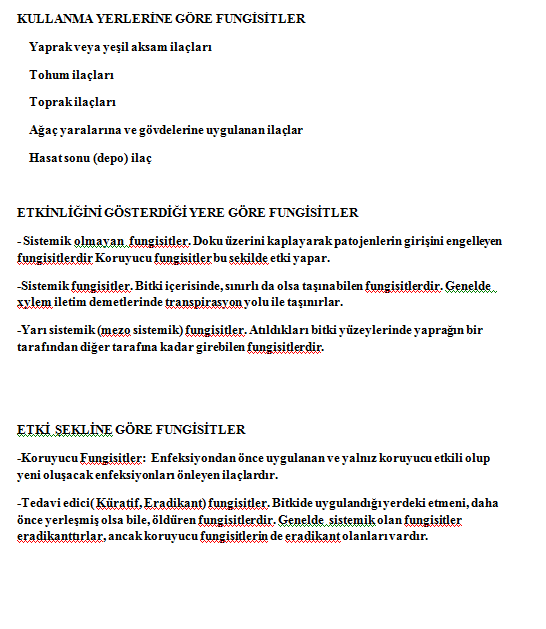 KULLANMA YERLERİNE GÖRE FUNGİSİTLER
Yaprak veya yeşil aksam ilaçları
Tohum ilaçları
Toprak ilaçları
Ağaç yaralarına ve gövdelerine uygulanan ilaçlar
Hasat sonu (depo) ilaç
ETKİNLİĞİNİ GÖSTERDİĞİ YERE GÖRE FUNGİSİTLER
- Sistemik olmayan fungisitler. Doku üzerini kaplayarak patojenlerin girişini engelleyen
fungisitlerdir Koruyucu fungisitler bu şekilde etki yapar.
-Sistemik fungisitler. Bitki içerisinde, sınırlı da olsa taşınabilen fungisitlerdir. Genelde
xylem iletim demetlerinde transpirasyon yolu ile taşınırlar.
-Yarı sistemik (mezo sistemik) fungisitler. Atıldıkları bitki yüzeylerinde yaprağın bir
tarafından diğer tarafına kadar girebilen fungisitlerdir.
ETKİ ŞEKLİNE GÖRE FUNGİSİTLER
-Koruyucu Fungisitler: Enfeksiyondan önce uygulanan ve yalnız koruyucu etkili olup
yeni oluşacak enfeksiyonları önleyen ilaçlardır.
-Tedavi edici( Küratif, Eradikant) fungisitler. Bitkide uygulandığı yerdeki etmeni, daha
önce yerleşmiş olsa bile, öldüren fungisitlerdir. Genelde sistemik olan fungisitler
eradikanttırlar, ancak koruyucu fungisitlerin de eradikant olanları vardır.